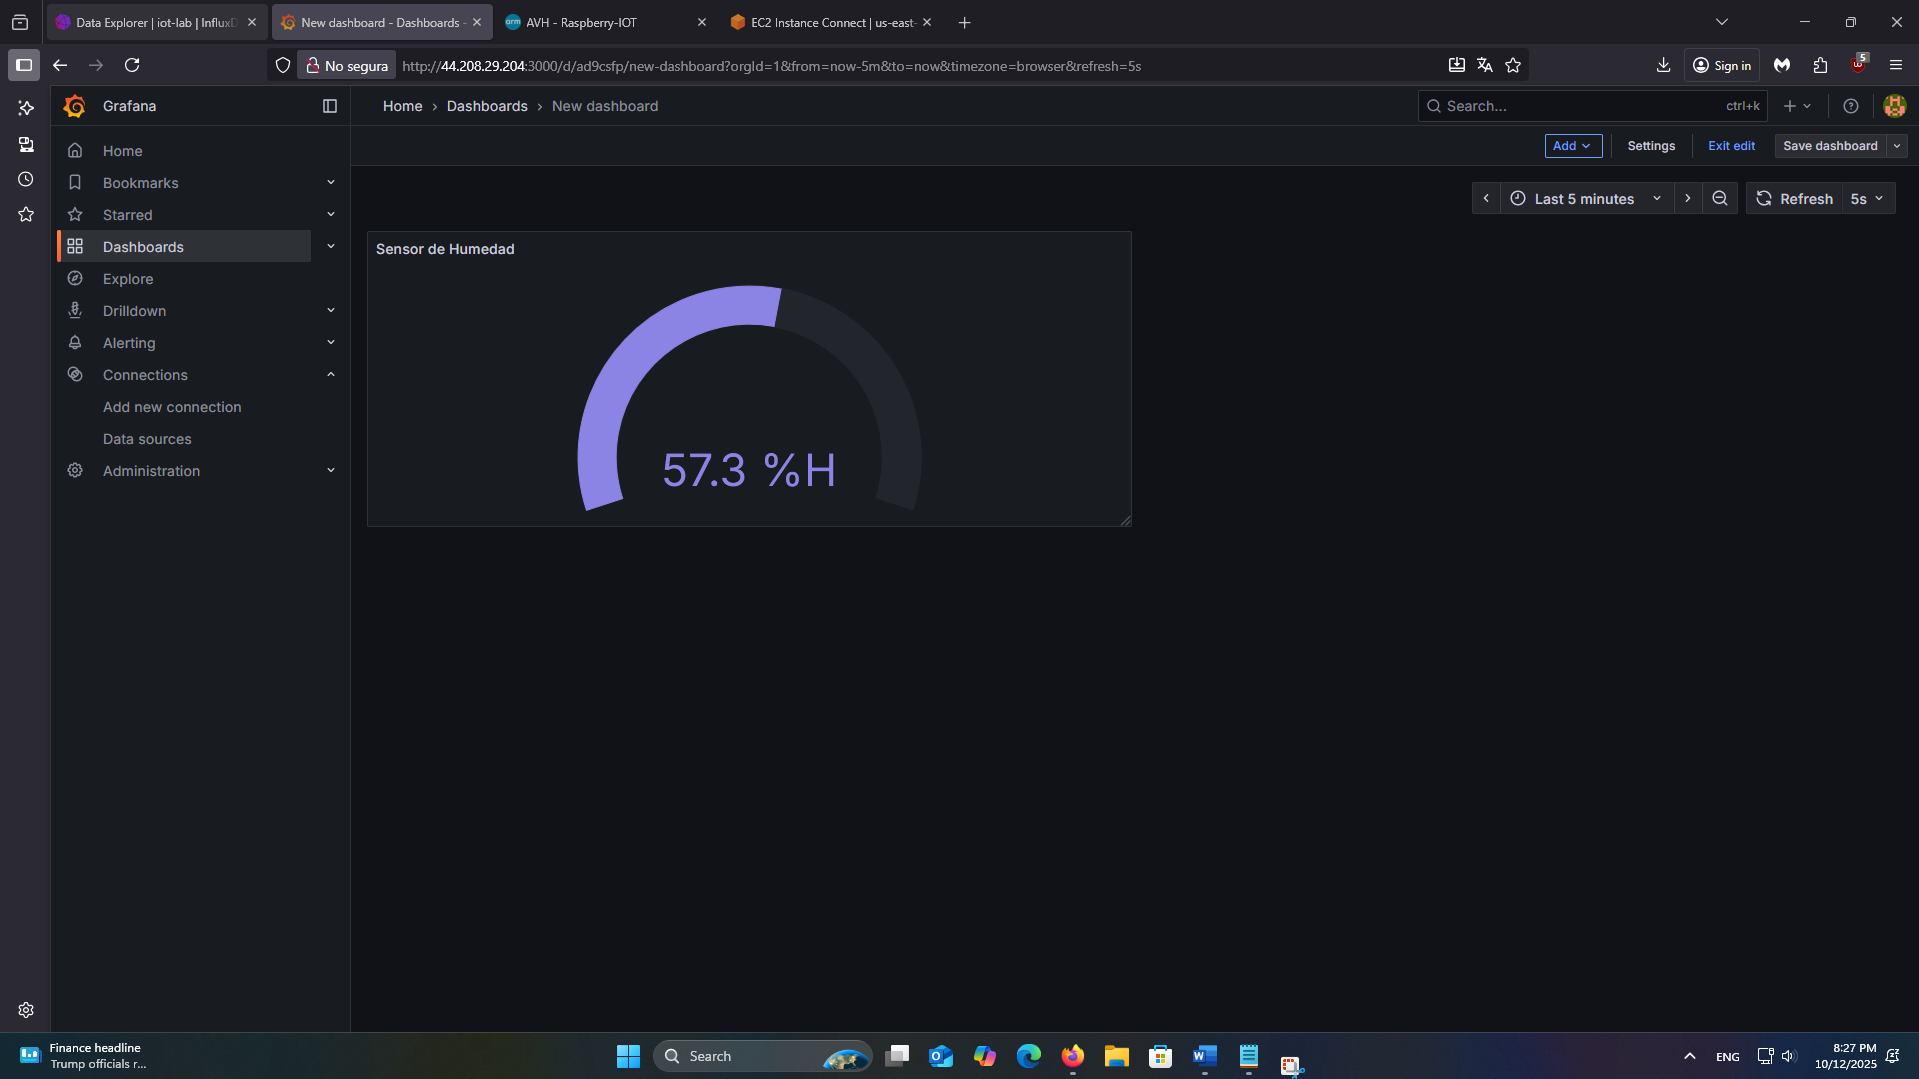 Data Explorer | iot-lab | InfluxD
New dashboard - Dashboards -
AVH - Raspberry-IOT
EC2 Instance Connect | us-east-
No segura
http://44.208.29.204:3000/d/ad9csfp/new-dashboard?orgId=1&from=now-5m&to=now&timezone=browser&refresh=5s
Sign in
5
Grafana
Home › Dashboards › New dashboard
Search...
ctrl+k
Add
Settings
Exit edit
Save dashboard
Home
Bookmarks
Starred
Dashboards
Explore
Drilldown
Alerting
Connections
Add new connection
Data sources
Administration
Last 5 minutes
Refresh
5s
Sensor de Humedad
57.3 %H
Finance headline
Trump officials r...
Search
ENG
8:27 PM
10/12/2025